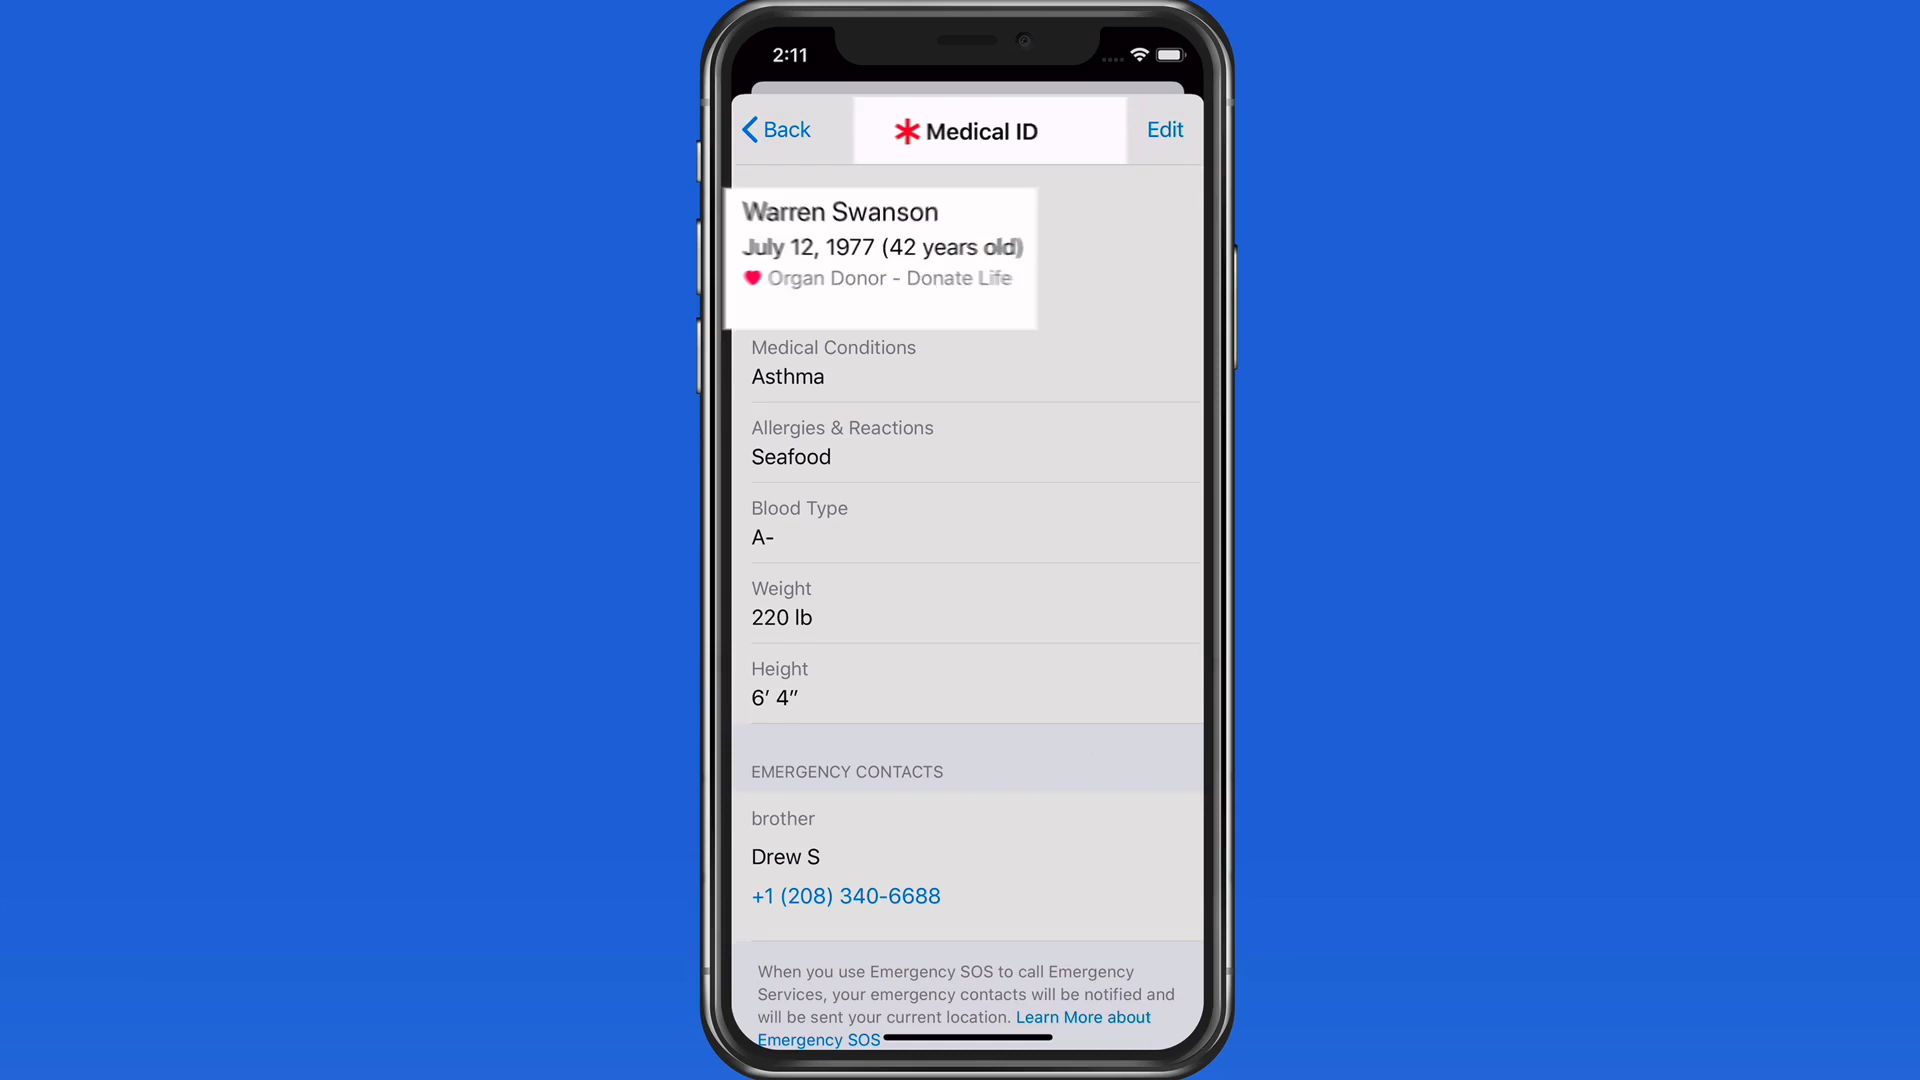 2:11
Back
Medical ID
Edit
Warren Swanson
July 12, 1977 (42 years old)
Organ Donor - Donate Life
Medical Conditions
Asthma
Allergies & Reactions
Seafood
Blood Type
A-
Weight
220 lb
Height
6′ 4″
EMERGENCY CONTACTS
brother
Drew S
+1 (208) 340-6688
When you use Emergency SOS to call Emergency
Services, your emergency contacts will be notified and
will be sent your current location. Learn More about
Emergency SOS